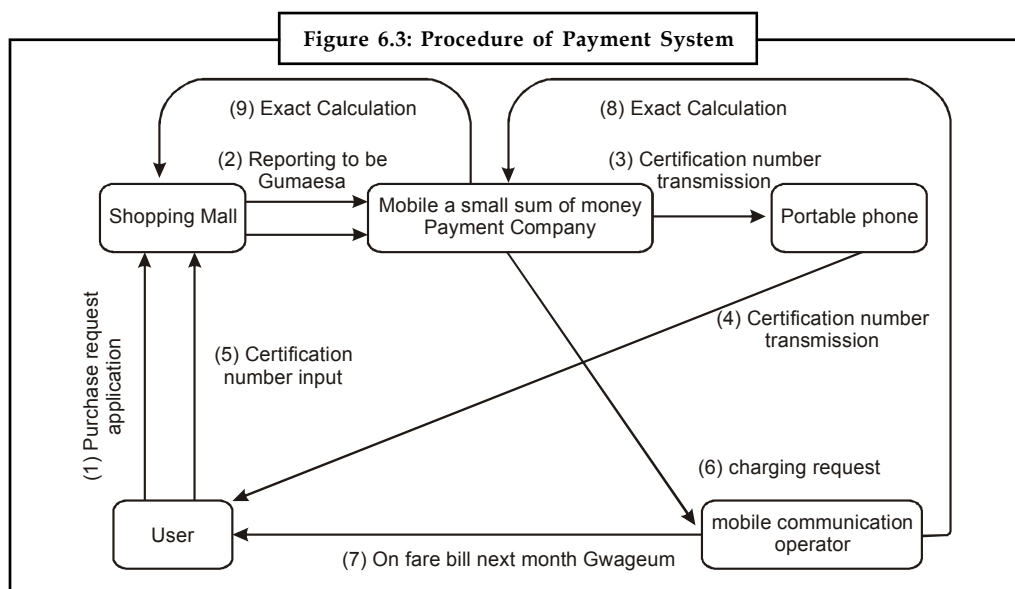 Figure 6.3: Procedure of Payment System
(9) Exact Calculation
(8) Exact Calculation
(2) Reporting to be
Gumaesa
(3) Certification number
transmission
Shopping Mall
Mobile a small sum of money
Payment Company
Portable phone
(4) Certification number
transmission
(5) Certification
number input
(1) Purchase request
application
(6) charging request
User
mobile communication
operator
(7) On fare bill next month Gwageum